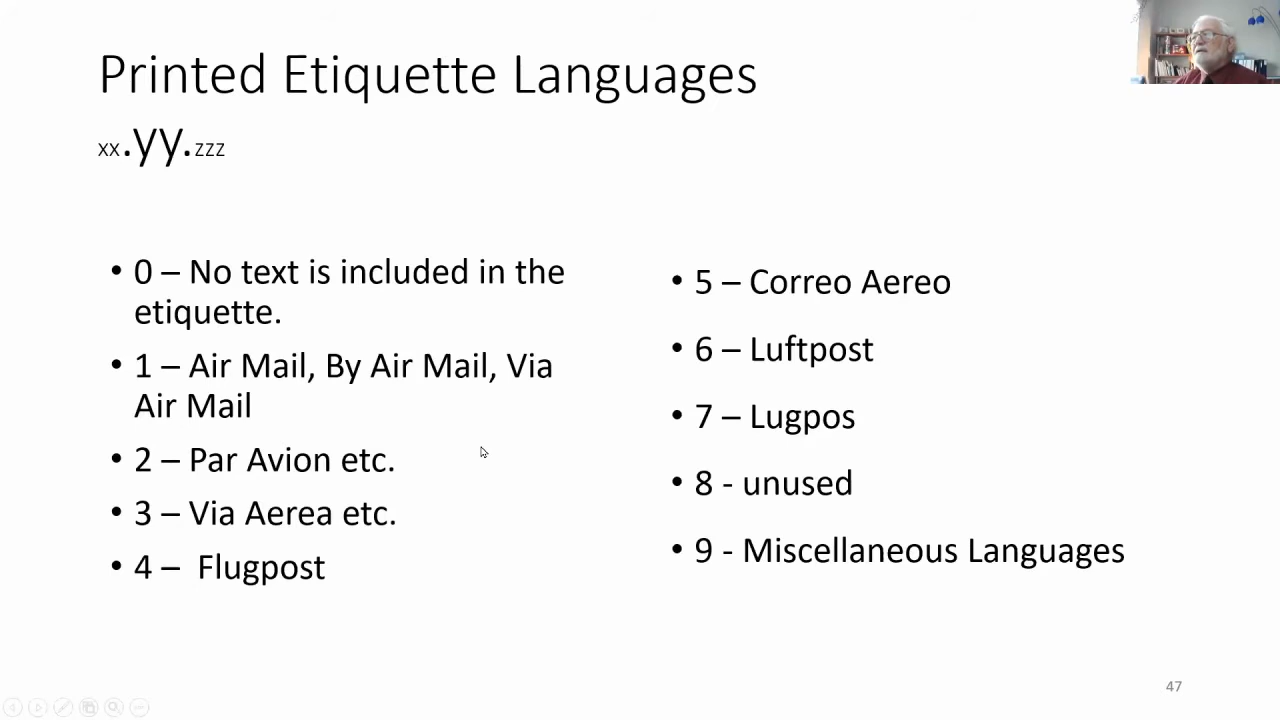 Printed Etiquette Languages
xx.yy.zzz
• 0 – No text is included in the
etiquette.
• 1 – Air Mail, By Air Mail, Via
Air Mail
• 2 – Par Avion etc.
• 3 – Via Aerea etc.
• 4 – Flugpost
• 5 – Correo Aereo
• 6 – Luftpost
• 7 – Lugpos
• 8 - unused
• 9 - Miscellaneous Languages
47